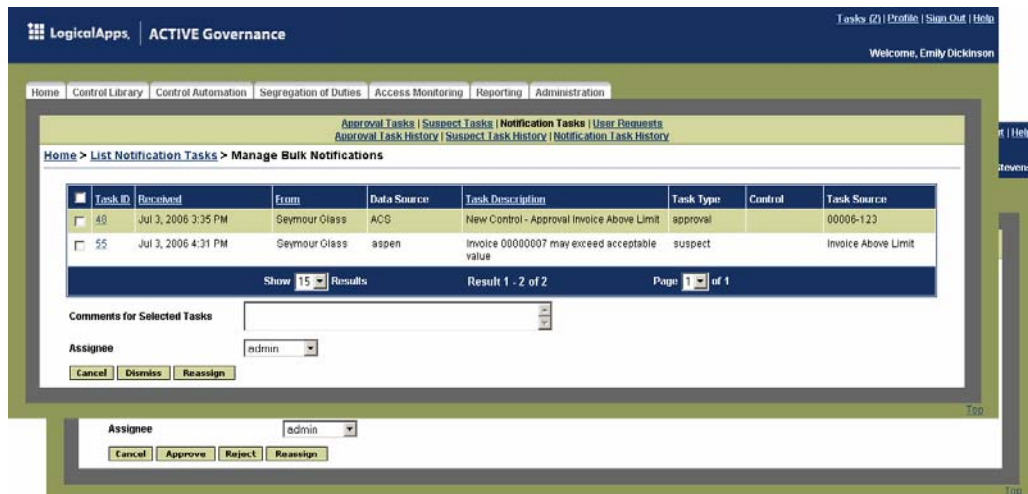 Tasks (2) | Profile | Sign Out | Help
LogicalApps. ACTIVE Governance
Welcome, Emily Dickinson
Home Control Library Control Automation Segregation of Duties Access Monitoring Reporting Administration
Approval Tasks | Suspect Tasks | Notification Tasks | User Requests
Approval Task History | Suspect Task History | Notification Task History
| Help
Home > List Notification Tasks > Manage Bulk Notifications
Stevens
Task ID Received From Data Source Task Description Task Type Control Task Source
48 Jul 3, 2006 3:35 PM Seymour Glass ACS New Control - Approval Invoice Above Limit approval 00006-123
55 Jul 3, 2006 4:31 PM Seymour Glass aspen Invoice 00000007 may exceed acceptable suspect Invoice Above Limit
value
Show 15 Results Result 1 - 2 of 2 Page 1 of 1
Comments for Selected Tasks
Assignee admin
Cancel Dismiss Reassign
Top
Assignee admin
Cancel Approve Reject Reassign
Top